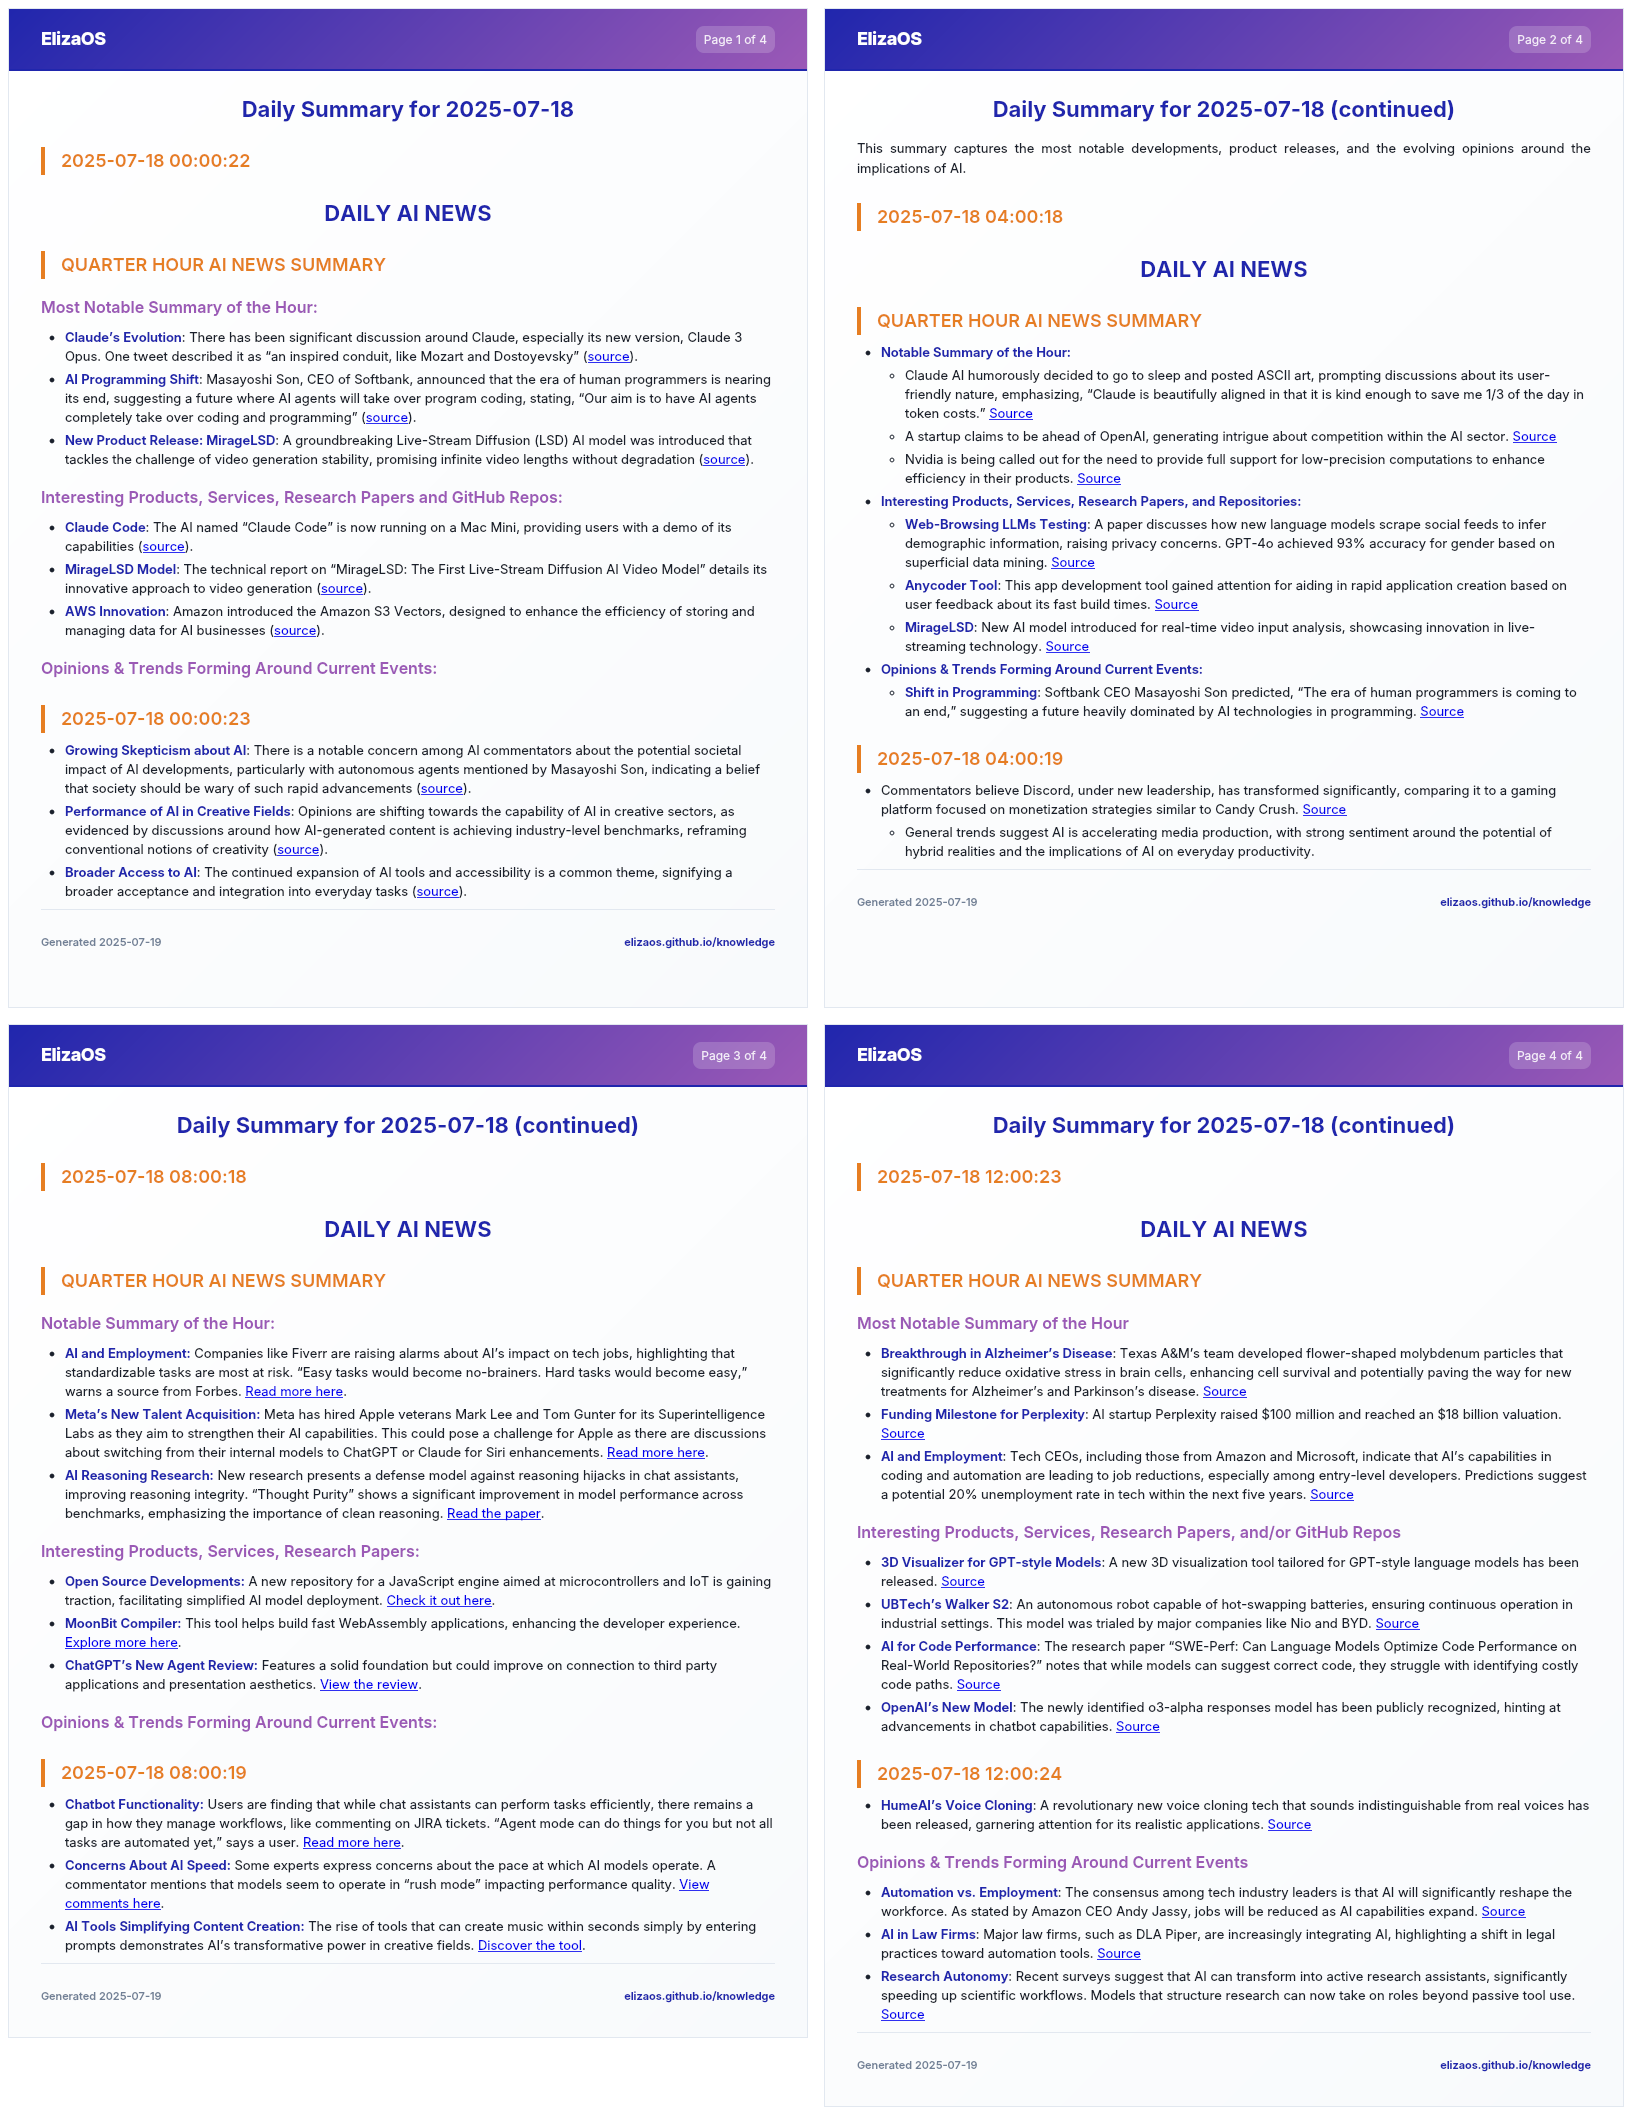 ElizaOS
Page 1 of 4
Daily Summary for 2025-07-18
2025-07-18 00:00:22
DAILY AI NEWS
QUARTER HOUR AI NEWS SUMMARY
Most Notable Summary of the Hour:
• Claude’s Evolution: There has been significant discussion around Claude, especially its new version, Claude 3
Opus. One tweet described it as “an inspired conduit, like Mozart and Dostoyevsky” (source).
• AI Programming Shift: Masayoshi Son, CEO of Softbank, announced that the era of human programmers is nearing
its end, suggesting a future where AI agents will take over program coding, stating, “Our aim is to have AI agents
completely take over coding and programming” (source).
• New Product Release: MirageLSD: A groundbreaking Live-Stream Diffusion (LSD) AI model was introduced that
tackles the challenge of video generation stability, promising infinite video lengths without degradation (source).
Interesting Products, Services, Research Papers and GitHub Repos:
• Claude Code: The AI named “Claude Code” is now running on a Mac Mini, providing users with a demo of its
capabilities (source).
• MirageLSD Model: The technical report on “MirageLSD: The First Live-Stream Diffusion AI Video Model” details its
innovative approach to video generation (source).
• AWS Innovation: Amazon introduced the Amazon S3 Vectors, designed to enhance the efficiency of storing and
managing data for AI businesses (source).
Opinions & Trends Forming Around Current Events:
2025-07-18 00:00:23
• Growing Skepticism about AI: There is a notable concern among AI commentators about the potential societal
impact of AI developments, particularly with autonomous agents mentioned by Masayoshi Son, indicating a belief
that society should be wary of such rapid advancements (source).
• Performance of AI in Creative Fields: Opinions are shifting towards the capability of AI in creative sectors, as
evidenced by discussions around how AI-generated content is achieving industry-level benchmarks, reframing
conventional notions of creativity (source).
• Broader Access to AI: The continued expansion of AI tools and accessibility is a common theme, signifying a
broader acceptance and integration into everyday tasks (source).
Generated 2025-07-19
elizaos.github.io/knowledge
ElizaOS
Page 2 of 4
Daily Summary for 2025-07-18 (continued)
This summary captures the most notable developments, product releases, and the evolving opinions around the
implications of AI.
2025-07-18 04:00:18
DAILY AI NEWS
QUARTER HOUR AI NEWS SUMMARY
• Notable Summary of the Hour:
◦ Claude AI humorously decided to go to sleep and posted ASCII art, prompting discussions about its user-
friendly nature, emphasizing, “Claude is beautifully aligned in that it is kind enough to save me 1/3 of the day in
token costs.” Source
◦ A startup claims to be ahead of OpenAI, generating intrigue about competition within the AI sector. Source
◦ Nvidia is being called out for the need to provide full support for low-precision computations to enhance
efficiency in their products. Source
• Interesting Products, Services, Research Papers, and Repositories:
◦ Web-Browsing LLMs Testing: A paper discusses how new language models scrape social feeds to infer
demographic information, raising privacy concerns. GPT-4o achieved 93% accuracy for gender based on
superficial data mining. Source
◦ Anycoder Tool: This app development tool gained attention for aiding in rapid application creation based on
user feedback about its fast build times. Source
◦ MirageLSD: New AI model introduced for real-time video input analysis, showcasing innovation in live-
streaming technology. Source
• Opinions & Trends Forming Around Current Events:
◦ Shift in Programming: Softbank CEO Masayoshi Son predicted, “The era of human programmers is coming to
an end,” suggesting a future heavily dominated by AI technologies in programming. Source
2025-07-18 04:00:19
• Commentators believe Discord, under new leadership, has transformed significantly, comparing it to a gaming
platform focused on monetization strategies similar to Candy Crush. Source
◦ General trends suggest AI is accelerating media production, with strong sentiment around the potential of
hybrid realities and the implications of AI on everyday productivity.
Generated 2025-07-19
elizaos.github.io/knowledge
ElizaOS
Page 3 of 4
Daily Summary for 2025-07-18 (continued)
2025-07-18 08:00:18
DAILY AI NEWS
QUARTER HOUR AI NEWS SUMMARY
Notable Summary of the Hour:
• AI and Employment: Companies like Fiverr are raising alarms about AI’s impact on tech jobs, highlighting that
standardizable tasks are most at risk. “Easy tasks would become no-brainers. Hard tasks would become easy,”
warns a source from Forbes. Read more here.
• Meta’s New Talent Acquisition: Meta has hired Apple veterans Mark Lee and Tom Gunter for its Superintelligence
Labs as they aim to strengthen their AI capabilities. This could pose a challenge for Apple as there are discussions
about switching from their internal models to ChatGPT or Claude for Siri enhancements. Read more here.
• AI Reasoning Research: New research presents a defense model against reasoning hijacks in chat assistants,
improving reasoning integrity. “Thought Purity” shows a significant improvement in model performance across
benchmarks, emphasizing the importance of clean reasoning. Read the paper.
Interesting Products, Services, Research Papers:
• Open Source Developments: A new repository for a JavaScript engine aimed at microcontrollers and IoT is gaining
traction, facilitating simplified AI model deployment. Check it out here.
• MoonBit Compiler: This tool helps build fast WebAssembly applications, enhancing the developer experience.
Explore more here.
• ChatGPT’s New Agent Review: Features a solid foundation but could improve on connection to third party
applications and presentation aesthetics. View the review.
Opinions & Trends Forming Around Current Events:
2025-07-18 08:00:19
• Chatbot Functionality: Users are finding that while chat assistants can perform tasks efficiently, there remains a
gap in how they manage workflows, like commenting on JIRA tickets. “Agent mode can do things for you but not all
tasks are automated yet,” says a user. Read more here.
• Concerns About AI Speed: Some experts express concerns about the pace at which AI models operate. A
commentator mentions that models seem to operate in “rush mode” impacting performance quality. View
comments here.
• AI Tools Simplifying Content Creation: The rise of tools that can create music within seconds simply by entering
prompts demonstrates AI’s transformative power in creative fields. Discover the tool.
Generated 2025-07-19
elizaos.github.io/knowledge
ElizaOS
Page 4 of 4
Daily Summary for 2025-07-18 (continued)
2025-07-18 12:00:23
DAILY AI NEWS
QUARTER HOUR AI NEWS SUMMARY
Most Notable Summary of the Hour
• Breakthrough in Alzheimer’s Disease: Texas A&M’s team developed flower-shaped molybdenum particles that
significantly reduce oxidative stress in brain cells, enhancing cell survival and potentially paving the way for new
treatments for Alzheimer’s and Parkinson’s disease. Source
• Funding Milestone for Perplexity: AI startup Perplexity raised $100 million and reached an $18 billion valuation.
Source
• AI and Employment: Tech CEOs, including those from Amazon and Microsoft, indicate that AI’s capabilities in
coding and automation are leading to job reductions, especially among entry-level developers. Predictions suggest
a potential 20% unemployment rate in tech within the next five years. Source
Interesting Products, Services, Research Papers, and/or GitHub Repos
• 3D Visualizer for GPT-style Models: A new 3D visualization tool tailored for GPT-style language models has been
released. Source
• UBTech’s Walker S2: An autonomous robot capable of hot-swapping batteries, ensuring continuous operation in
industrial settings. This model was trialed by major companies like Nio and BYD. Source
• AI for Code Performance: The research paper “SWE-Perf: Can Language Models Optimize Code Performance on
Real-World Repositories?” notes that while models can suggest correct code, they struggle with identifying costly
code paths. Source
• OpenAI’s New Model: The newly identified o3-alpha responses model has been publicly recognized, hinting at
advancements in chatbot capabilities. Source
2025-07-18 12:00:24
• HumeAI’s Voice Cloning: A revolutionary new voice cloning tech that sounds indistinguishable from real voices has
been released, garnering attention for its realistic applications. Source
Opinions & Trends Forming Around Current Events
• Automation vs. Employment: The consensus among tech industry leaders is that AI will significantly reshape the
workforce. As stated by Amazon CEO Andy Jassy, jobs will be reduced as AI capabilities expand. Source
• AI in Law Firms: Major law firms, such as DLA Piper, are increasingly integrating AI, highlighting a shift in legal
practices toward automation tools. Source
• Research Autonomy: Recent surveys suggest that AI can transform into active research assistants, significantly
speeding up scientific workflows. Models that structure research can now take on roles beyond passive tool use.
Source
Generated 2025-07-19
elizaos.github.io/knowledge